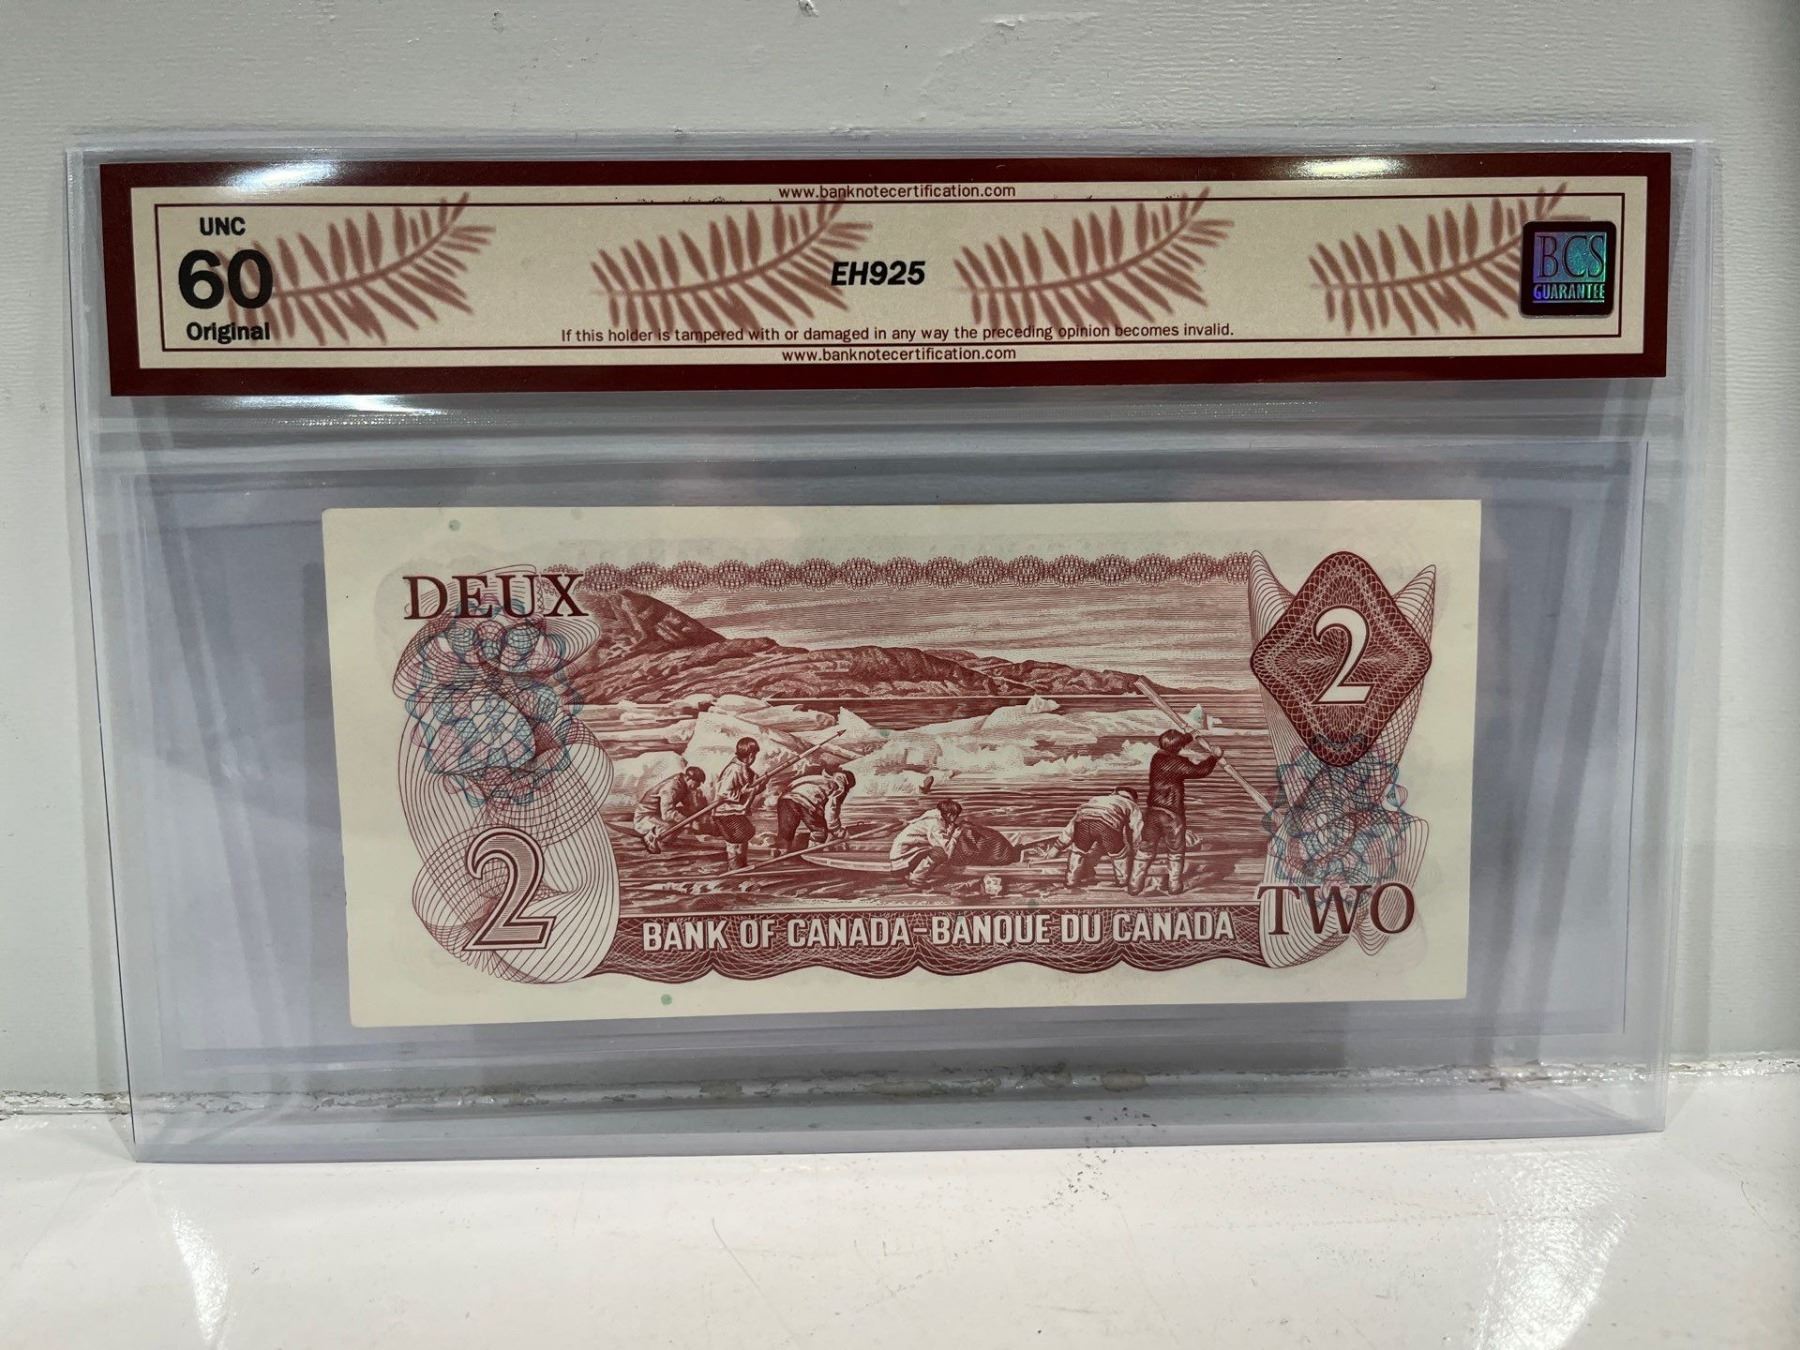 www.banknotecertification.com
UNC
60
Original
EH925
BCS
GUARANTEE
If this holder is tampered with or damaged in any way the preceding opinion becomes invalid.
www.banknotecertification.com
DEUX
2
2
BANK OF CANADA-BANQUE DU CANADA
TWO